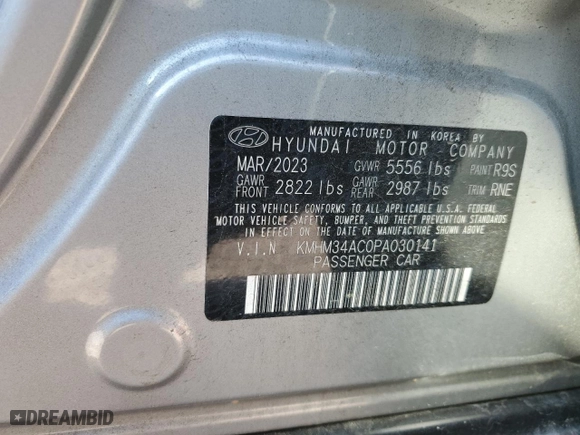 MANUFACTURED IN KOREA BY
HYUNDAI MOTOR COMPANY
MAR/2023 GVWR 5556 lbs PAINT R9S
GAWR FRONT 2822 lbs GAWR REAR 2987 lbs TRIM RNE
THIS VEHICLE CONFORMS TO ALL APPLICABLE U.S.A. FEDERAL
MOTOR VEHICLE SAFETY, BUMPER, AND THEFT PREVENTION STANDARDS
IN EFFECT ON THE DATE OF MANUFACTURE SHOWN ABOVE.
V.I.N KMHM34AC0PA030141
PASSENGER CAR
DREAMBID